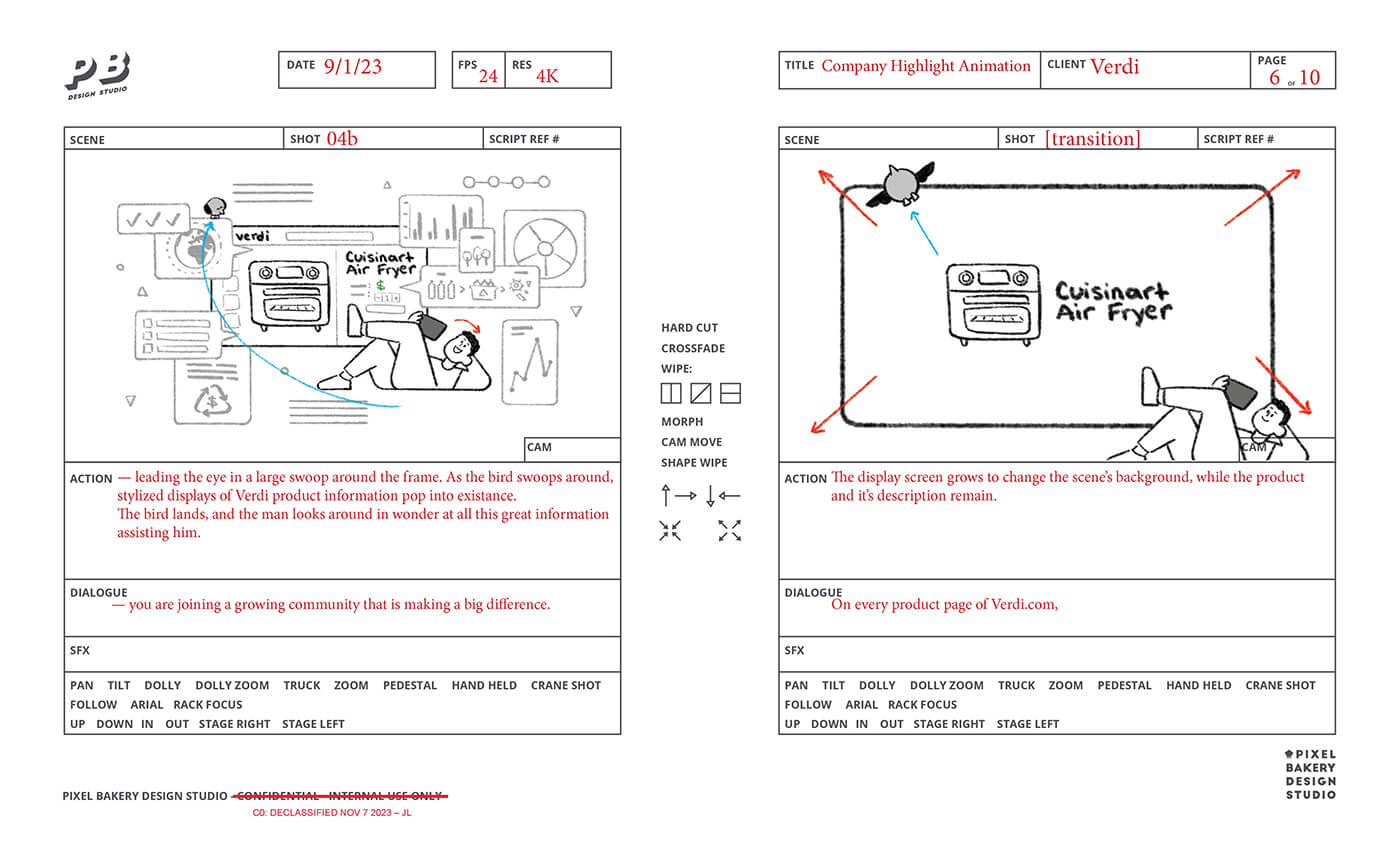 PB
DESIGN STUDIO
DATE 9/1/23
FPS 24
RES 4K
TITLE Company Highlight Animation
CLIENT Verdi
PAGE 6 OF 10
SCENE
SHOT 04b
SCRIPT REF #
verdi
Cuisinart
Air Fryer
$
1
$
CAM
ACTION — leading the eye in a large swoop around the frame. As the bird swoops around,
stylized displays of Verdi product information pop into existance.
The bird lands, and the man looks around in wonder at all this great information
assisting him.
DIALOGUE
— you are joining a growing community that is making a big difference.
SFX
PAN TILT DOLLY DOLLY ZOOM TRUCK ZOOM PEDESTAL HAND HELD CRANE SHOT
FOLLOW ARIAL RACK FOCUS
UP DOWN IN OUT STAGE RIGHT STAGE LEFT
HARD CUT
CROSSFADE
WIPE:
MORPH
CAM MOVE
SHAPE WIPE
SCENE
SHOT [transition]
SCRIPT REF #
Cuisinart
Air Fryer
CAM
ACTION The display screen grows to change the scene's background, while the product
and it's description remain.
DIALOGUE
On every product page of Verdi.com,
SFX
PAN TILT DOLLY DOLLY ZOOM TRUCK ZOOM PEDESTAL HAND HELD CRANE SHOT
FOLLOW ARIAL RACK FOCUS
UP DOWN IN OUT STAGE RIGHT STAGE LEFT
PIXEL BAKERY DESIGN STUDIO - CONFIDENTIAL - INTERNAL USE ONLY
C0: DECLASSIFIED NOV 7 2023 – JL
PIXEL
BAKERY
DESIGN
STUDIO